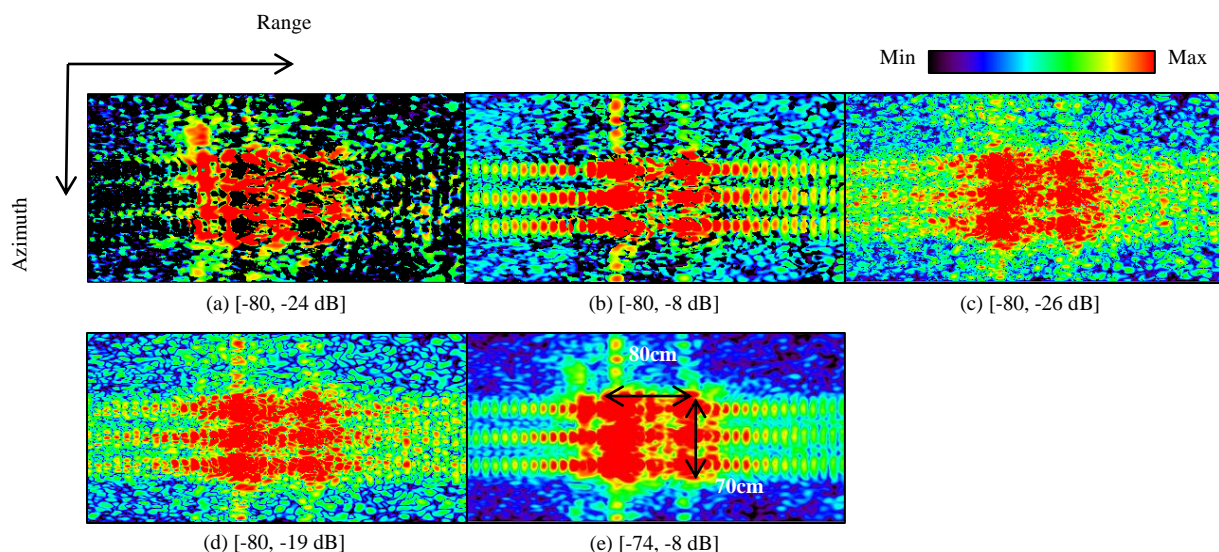 Range
Min
Max
Azimuth
(a) [-80, -24 dB]
(b) [-80, -8 dB]
(c) [-80, -26 dB]
80cm
70cm
(d) [-80, -19 dB]
(e) [-74, -8 dB]